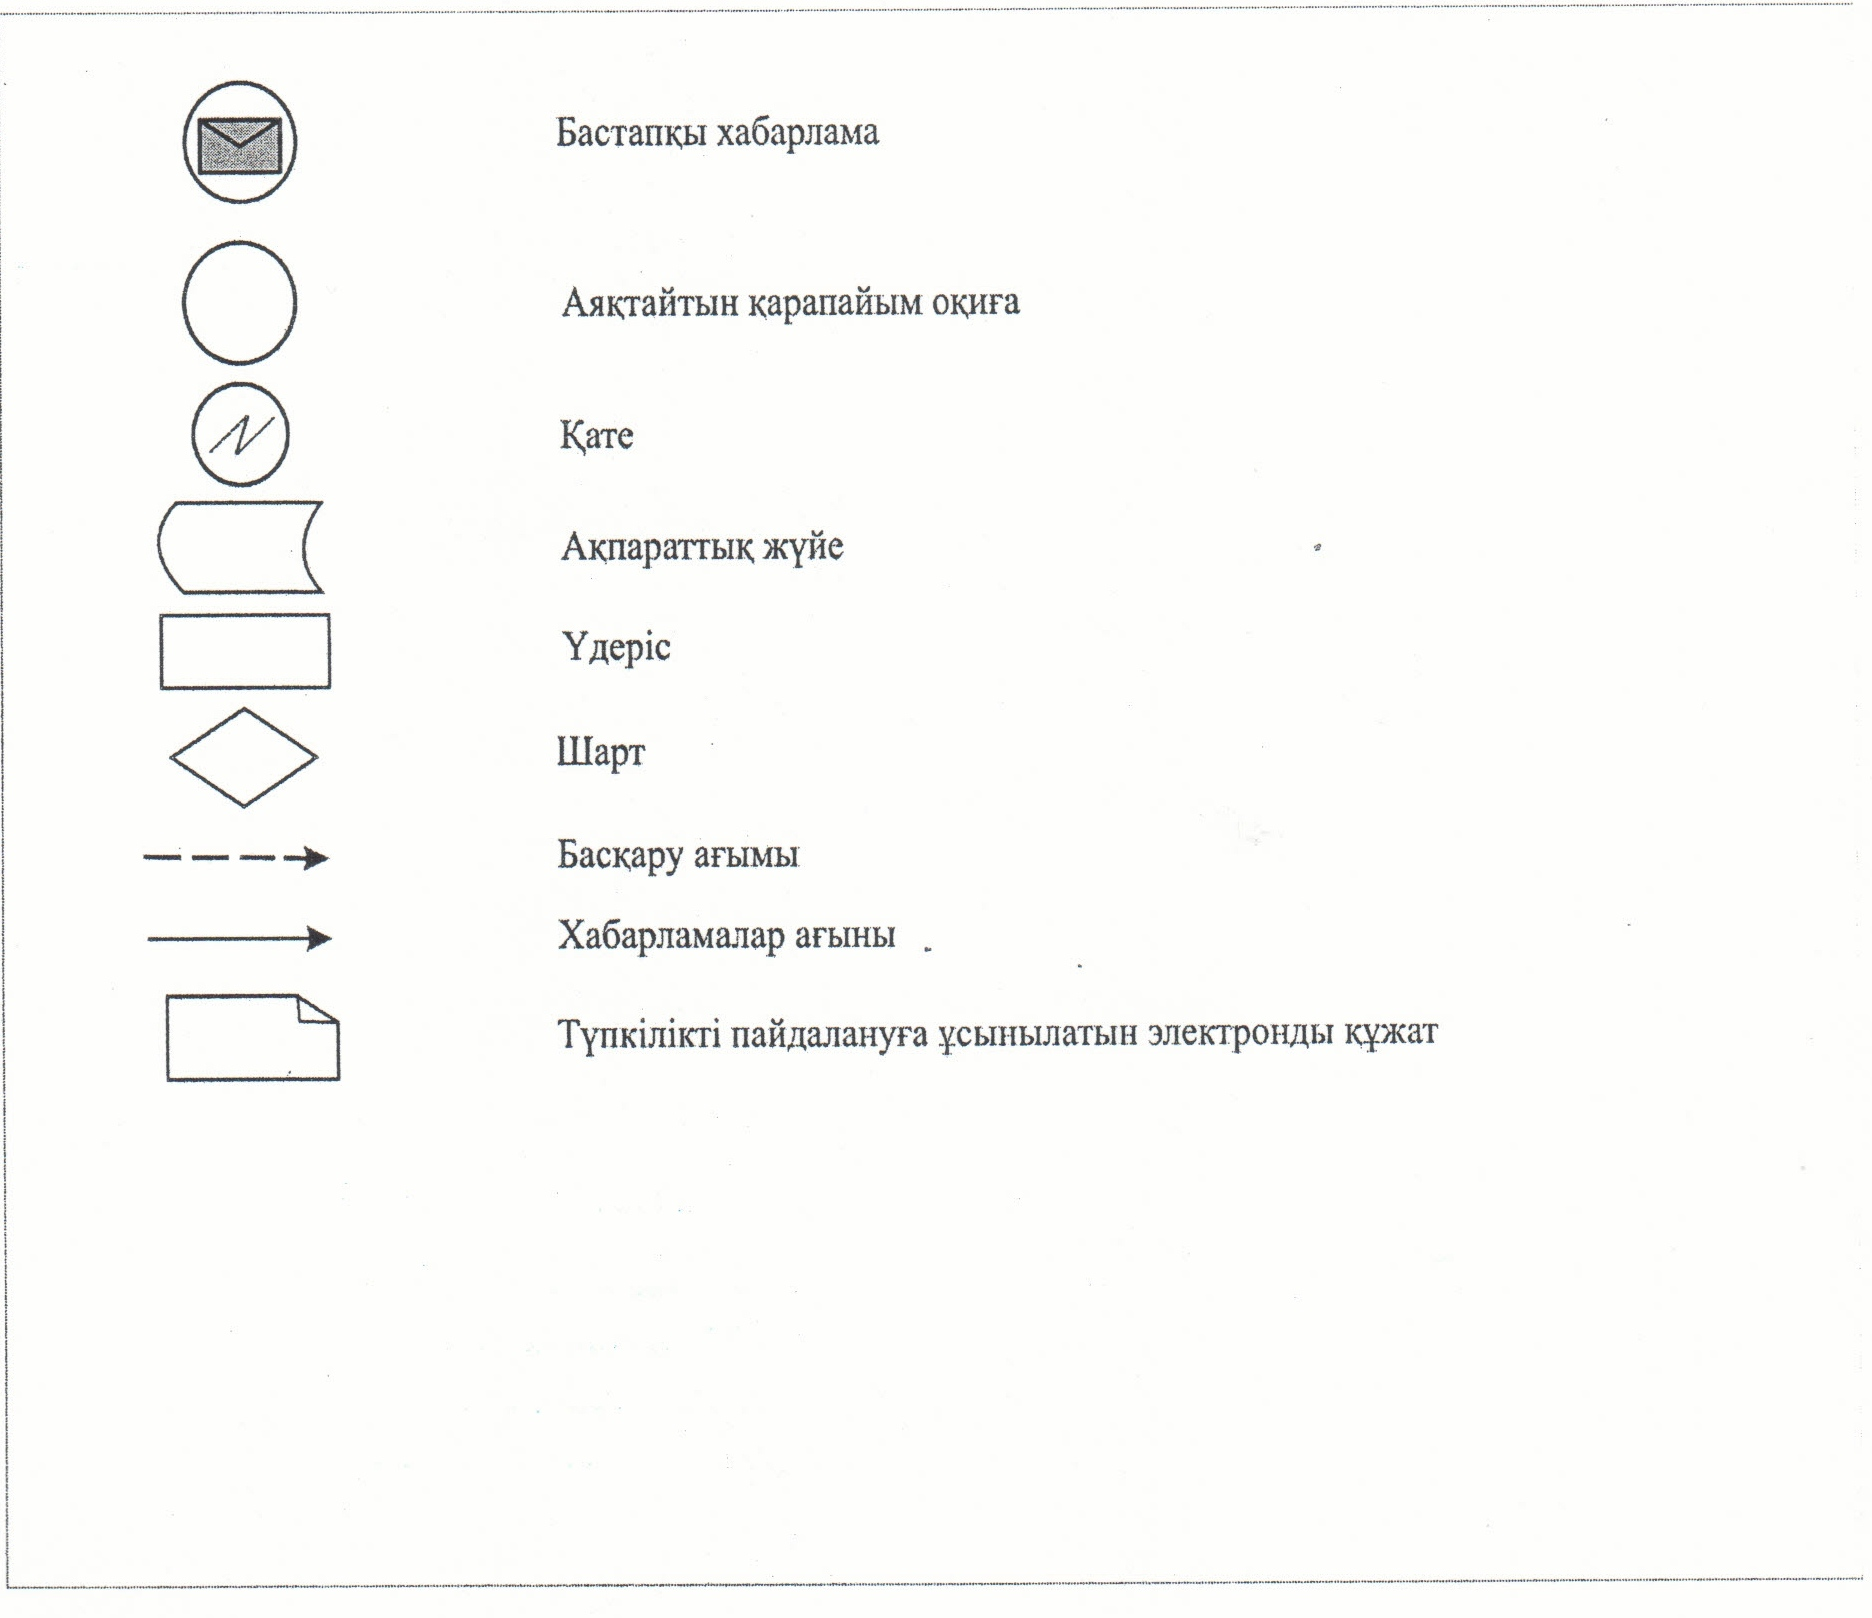 Бастапқы хабарлама
Аяқтайтын қарапайым оқиға
Қате
Ақпараттық жүйе
Үдеріс
Шарт
Басқару ағымы
Хабарламалар ағыны
Түпкілікті пайдалануға ұсынылатын электронды құжат